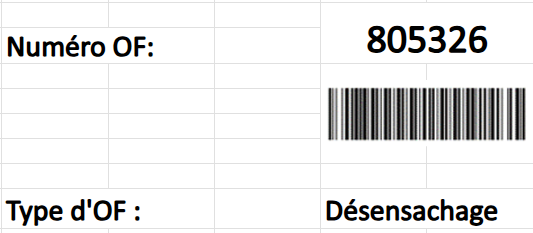 Numéro OF: 805326
Type d'OF : Désensachage